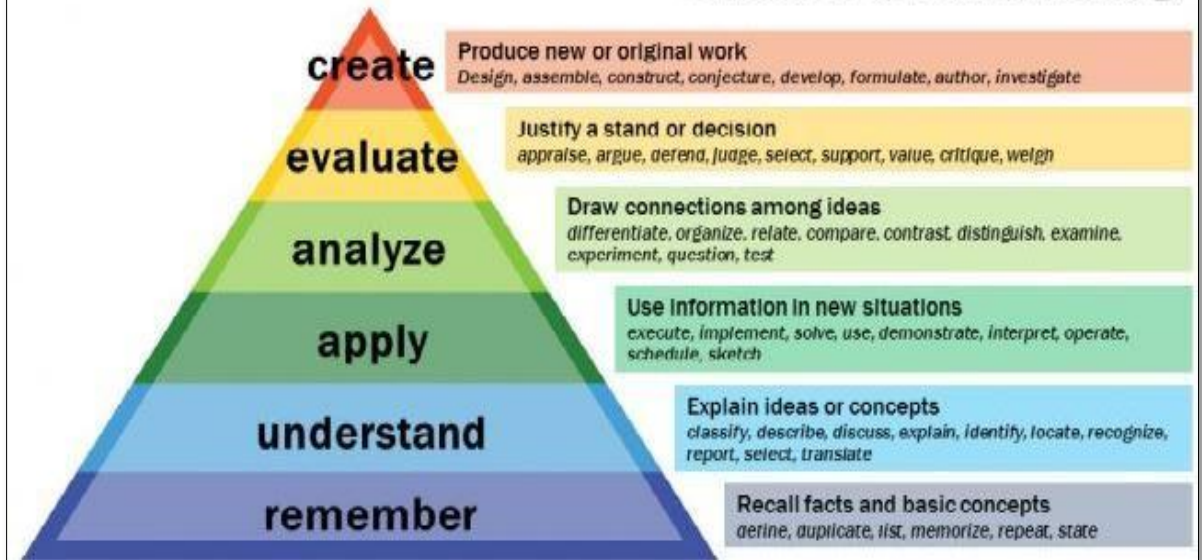 create
Produce new or original work
Design, assemble, construct, conjecture, develop, formulate, author, investigate
evaluate
Justify a stand or decision
appraise, argue, defend, judge, select, support, value, critique, weigh
analyze
Draw connections among ideas
differentiate, organize, relate, compare, contrast, distinguish, examine,
experiment, question, test
apply
Use information in new situations
execute, implement, solve, use, demonstrate, interpret, operate,
schedule, sketch
understand
Explain ideas or concepts
classify, describe, discuss, explain, identify, locate, recognize,
report, select, translate
remember
Recall facts and basic concepts
define, duplicate, list, memorize, repeat, state